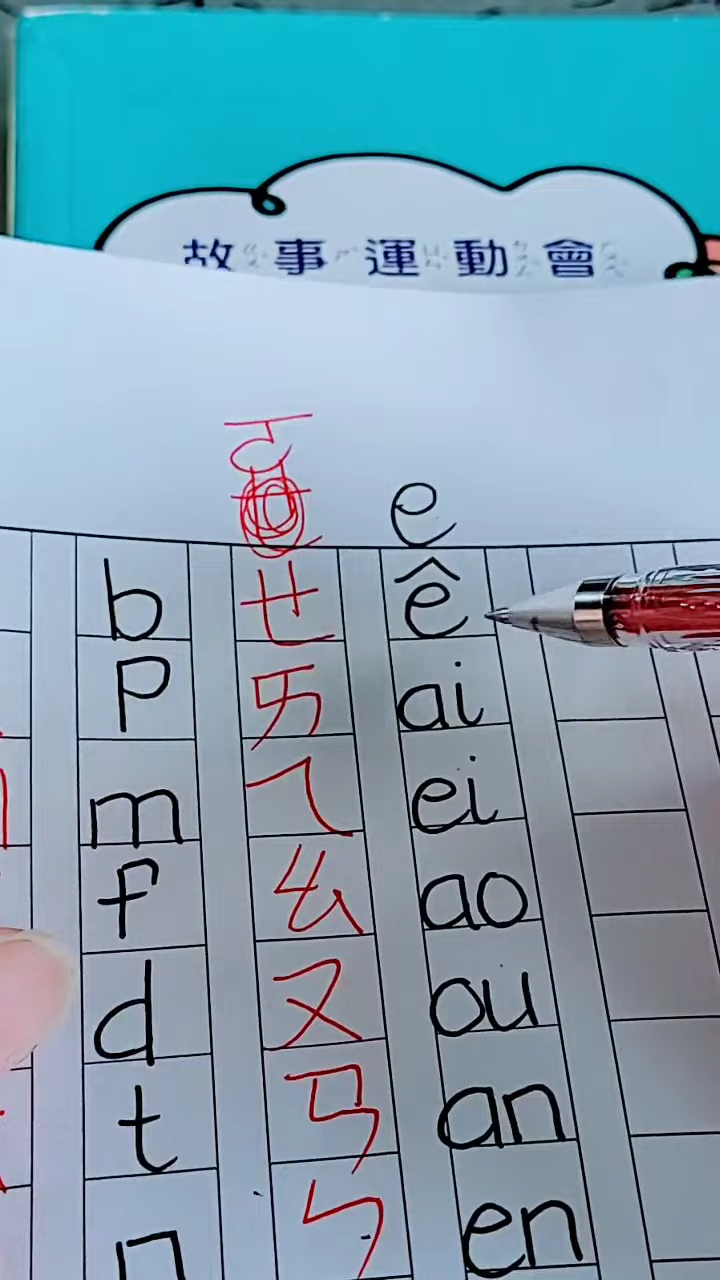 故事運動會
ㄜ e
b ㄝ ê
p ㄞ ai
m ㄟ ei
f ㄠ ao
d ㄡ ou
t ㄢ an
n ㄣ en